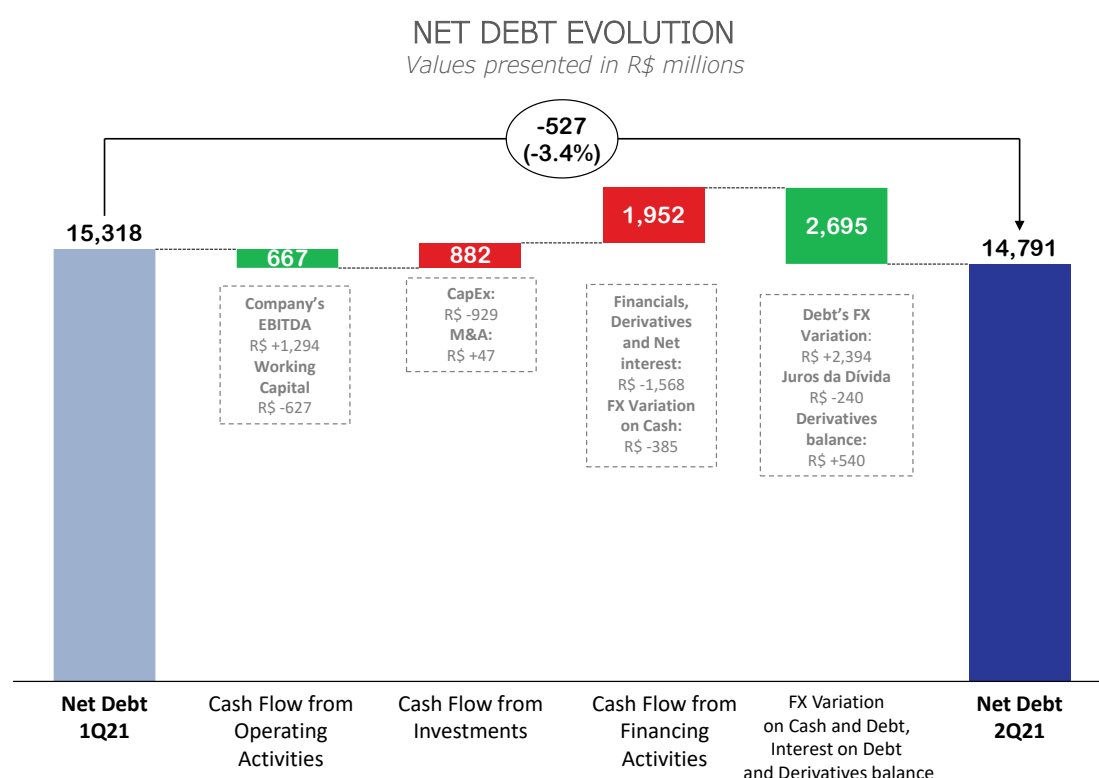 NET DEBT EVOLUTION
Values presented in R$ millions
-527
(-3.4%)
15,318
667
882
1,952
2,695
14,791
Company's
EBITDA
R$ +1,294
Working
Capital
R$ -627
CapEx:
R$ -929
M&A:
R$ +47
Financials,
Derivatives
and Net
interest:
R$ -1,568
FX Variation
on Cash:
R$ -385
Debt's FX
Variation:
R$ +2,394
Juros da Dívida
R$ -240
Derivatives
balance:
R$ +540
Net Debt
1Q21
Cash Flow from
Operating
Activities
Cash Flow from
Investments
Cash Flow from
Financing
Activities
FX Variation
on Cash and Debt,
Interest on Debt
and Derivatives balance
Net Debt
2Q21